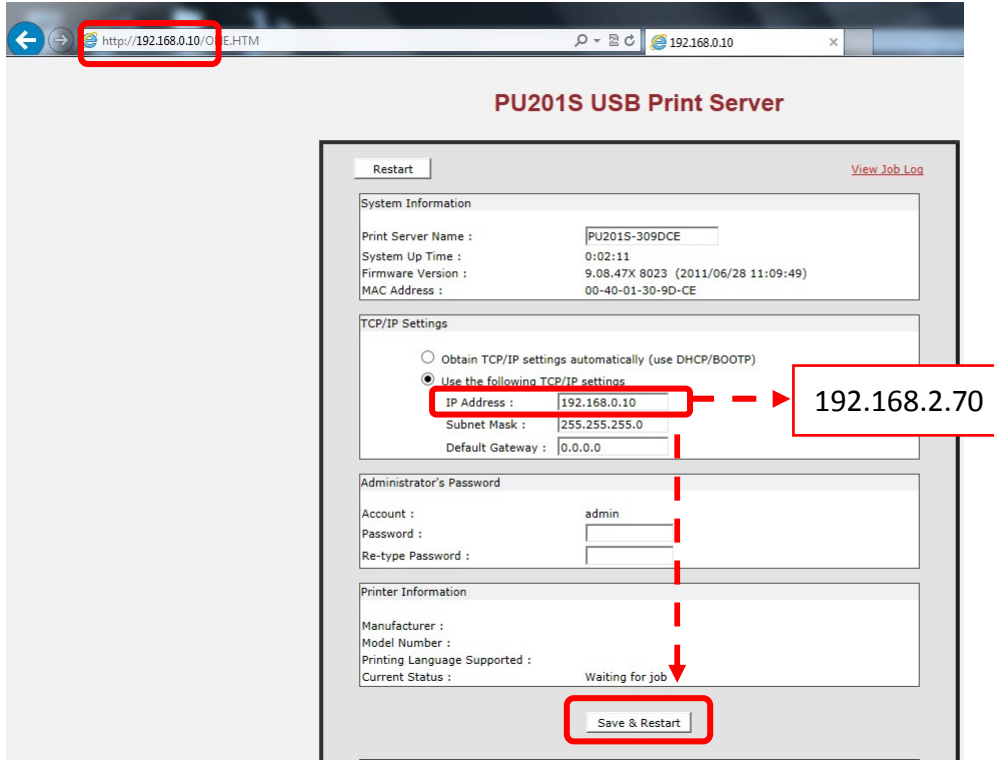 http://192.168.0.10/ONE.HTM
192.168.0.10
PU201S USB Print Server
Restart
View Job Log
System Information
Print Server Name : PU201S-309DCE
System Up Time : 0:02:11
Firmware Version : 9.08.47X 8023 (2011/06/28 11:09:49)
MAC Address : 00-40-01-30-9D-CE
TCP/IP Settings
Obtain TCP/IP settings automatically (use DHCP/BOOTP)
Use the following TCP/IP settings
IP Address : 192.168.0.10
192.168.2.70
Subnet Mask : 255.255.255.0
Default Gateway : 0.0.0.0
Administrator's Password
Account : admin
Password :
Re-type Password :
Printer Information
Manufacturer :
Model Number :
Printing Language Supported :
Current Status : Waiting for job
Save & Restart